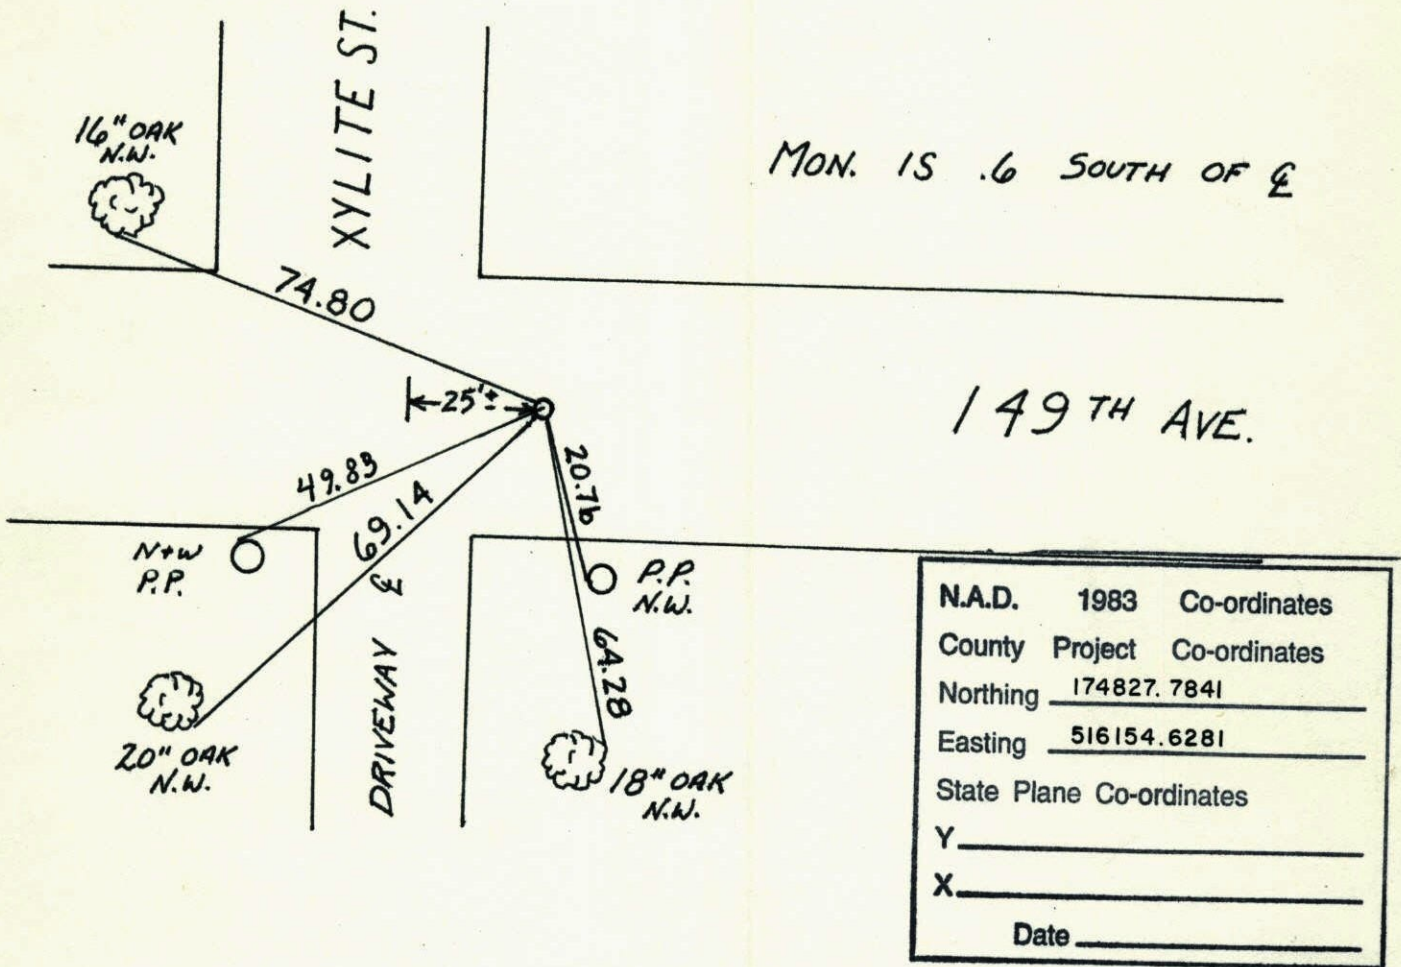 XYLITE ST.
16" OAK
N.W.
MON. IS .6 SOUTH OF ℄
74.80
25'±
149TH AVE.
49.83
69.14
20.76
N+W
P.P.
P.P.
N.W.
64.28
DRIVEWAY ℄
20" OAK
N.W.
18" OAK
N.W.
N.A.D. 1983 Co-ordinates
County Project Co-ordinates
Northing 174827.7841
Easting 516154.6281
State Plane Co-ordinates
Y
X
Date